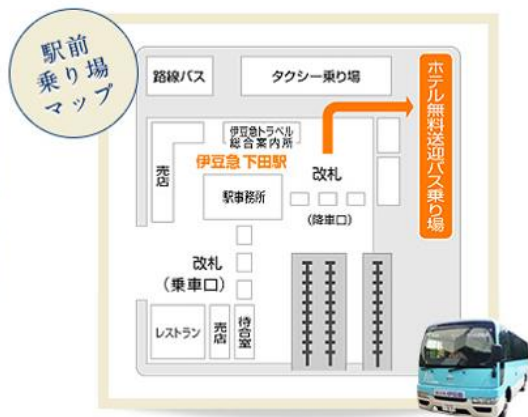 駅前
乗り場
マップ
路線バス
タクシー乗り場
ホテル無料送迎バス乗り場
伊豆急トラベル
総合案内所
伊豆急下田駅
売店
改札
駅事務所
(降車口)
改札
(乗車口)
レストラン
売店
待合室